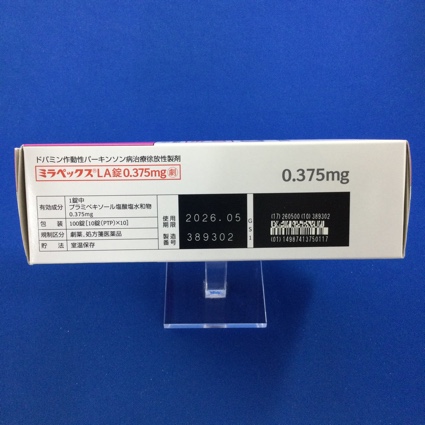 ドパミン作動性パーキンソン病治療徐放性製剤
ミラペックス®LA錠0.375mg 劇
0.375mg
有効成分 1錠中
プラミペキソール塩酸塩水和物
0.375mg
包装 100錠[10錠(PTP)×10]
規制区分 劇薬、処方箋医薬品
貯法 室温保存
使用期限 2026.05
製造番号 389302
GS1
(17) 260500 (10) 389302
(01) 14987413750117